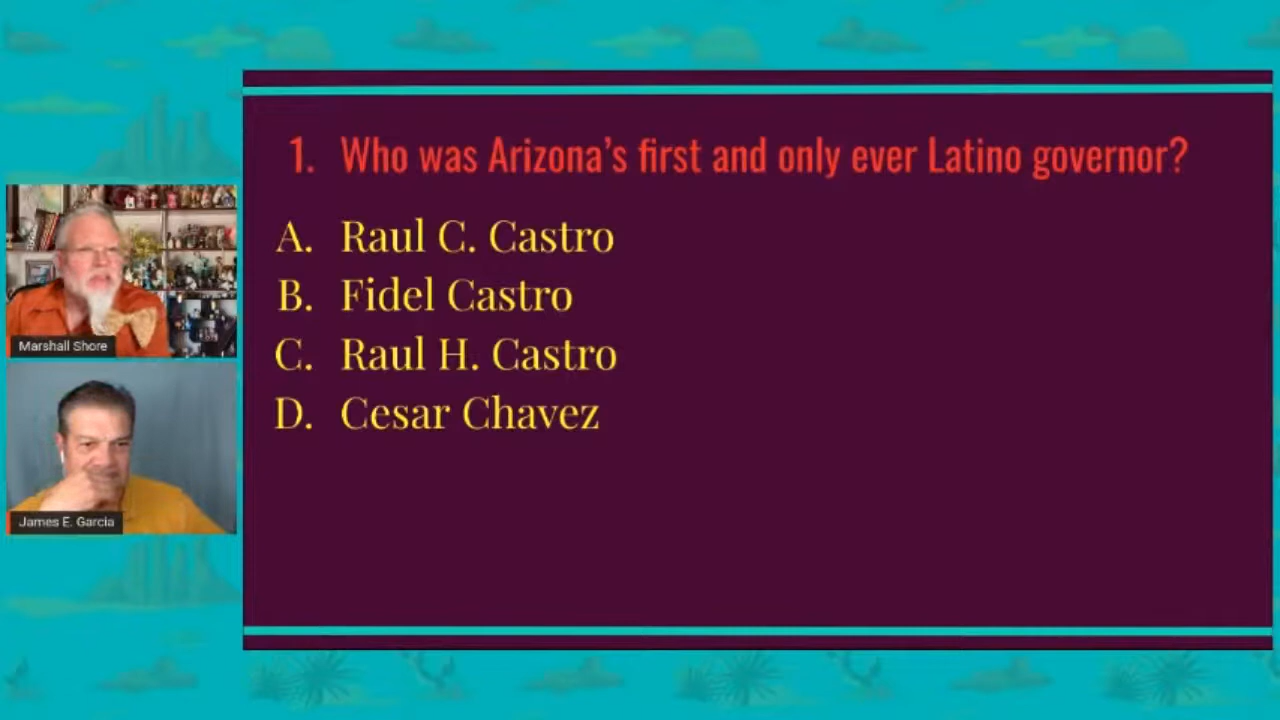 1. Who was Arizona's first and only ever Latino governor?
A. Raul C. Castro
B. Fidel Castro
C. Raul H. Castro
D. Cesar Chavez
Marshall Shore
James E. Garcia